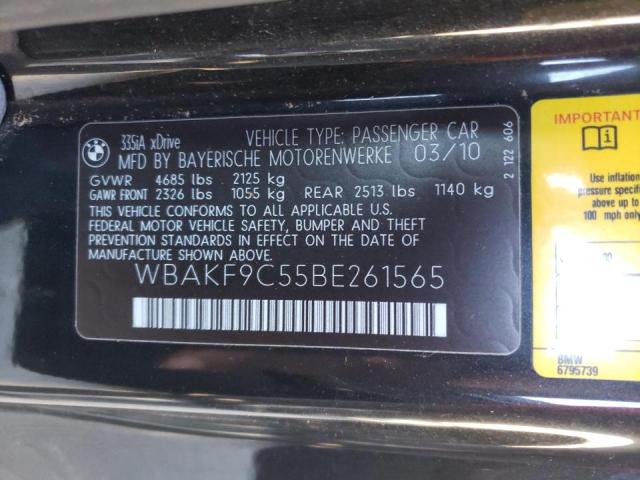 335iA xDrive VEHICLE TYPE: PASSENGER CAR
MFD BY BAYERISCHE MOTORENWERKE 03/10
GVWR 4685 lbs 2125 kg
GAWR FRONT 2326 lbs 1055 kg REAR 2513 lbs 1140 kg
THIS VEHICLE CONFORMS TO ALL APPLICABLE U.S.
FEDERAL MOTOR VEHICLE SAFETY, BUMPER AND THEFT
PREVENTION STANDARDS IN EFFECT ON THE DATE OF
MANUFACTURE SHOWN ABOVE.
WBAKF9C55BE261565
2 122 606
IMPORTANT
Use inflation
pressure specifi
above up to
100 mph only
BMW
6795739